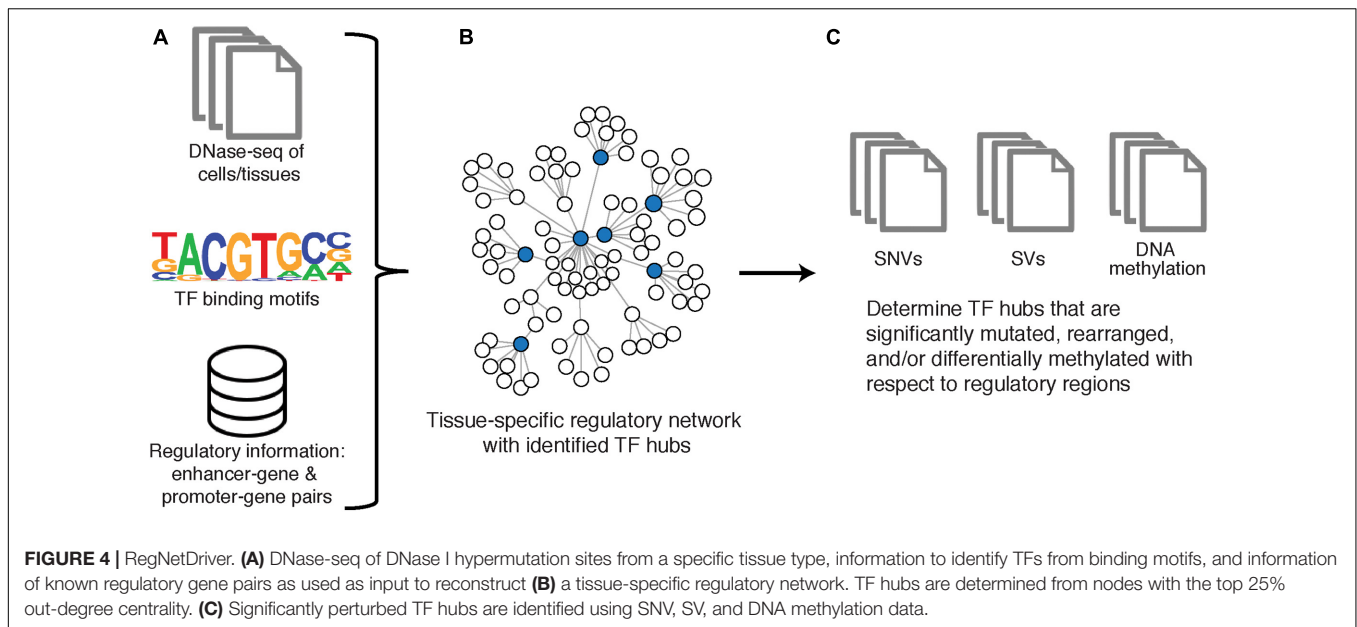 A
DNase-seq of
cells/tissues
TACGTGCC
GG AAGA
TF binding motifs
Regulatory information:
enhancer-gene &
promoter-gene pairs
B
Tissue-specific regulatory network
with identified TF hubs
C
SNVs
SVs
DNA
methylation
Determine TF hubs that are
significantly mutated, rearranged,
and/or differentially methylated with
respect to regulatory regions
FIGURE 4 | RegNetDriver. (A) DNase-seq of DNase I hypermutation sites from a specific tissue type, information to identify TFs from binding motifs, and information
of known regulatory gene pairs as used as input to reconstruct (B) a tissue-specific regulatory network. TF hubs are determined from nodes with the top 25%
out-degree centrality. (C) Significantly perturbed TF hubs are identified using SNV, SV, and DNA methylation data.